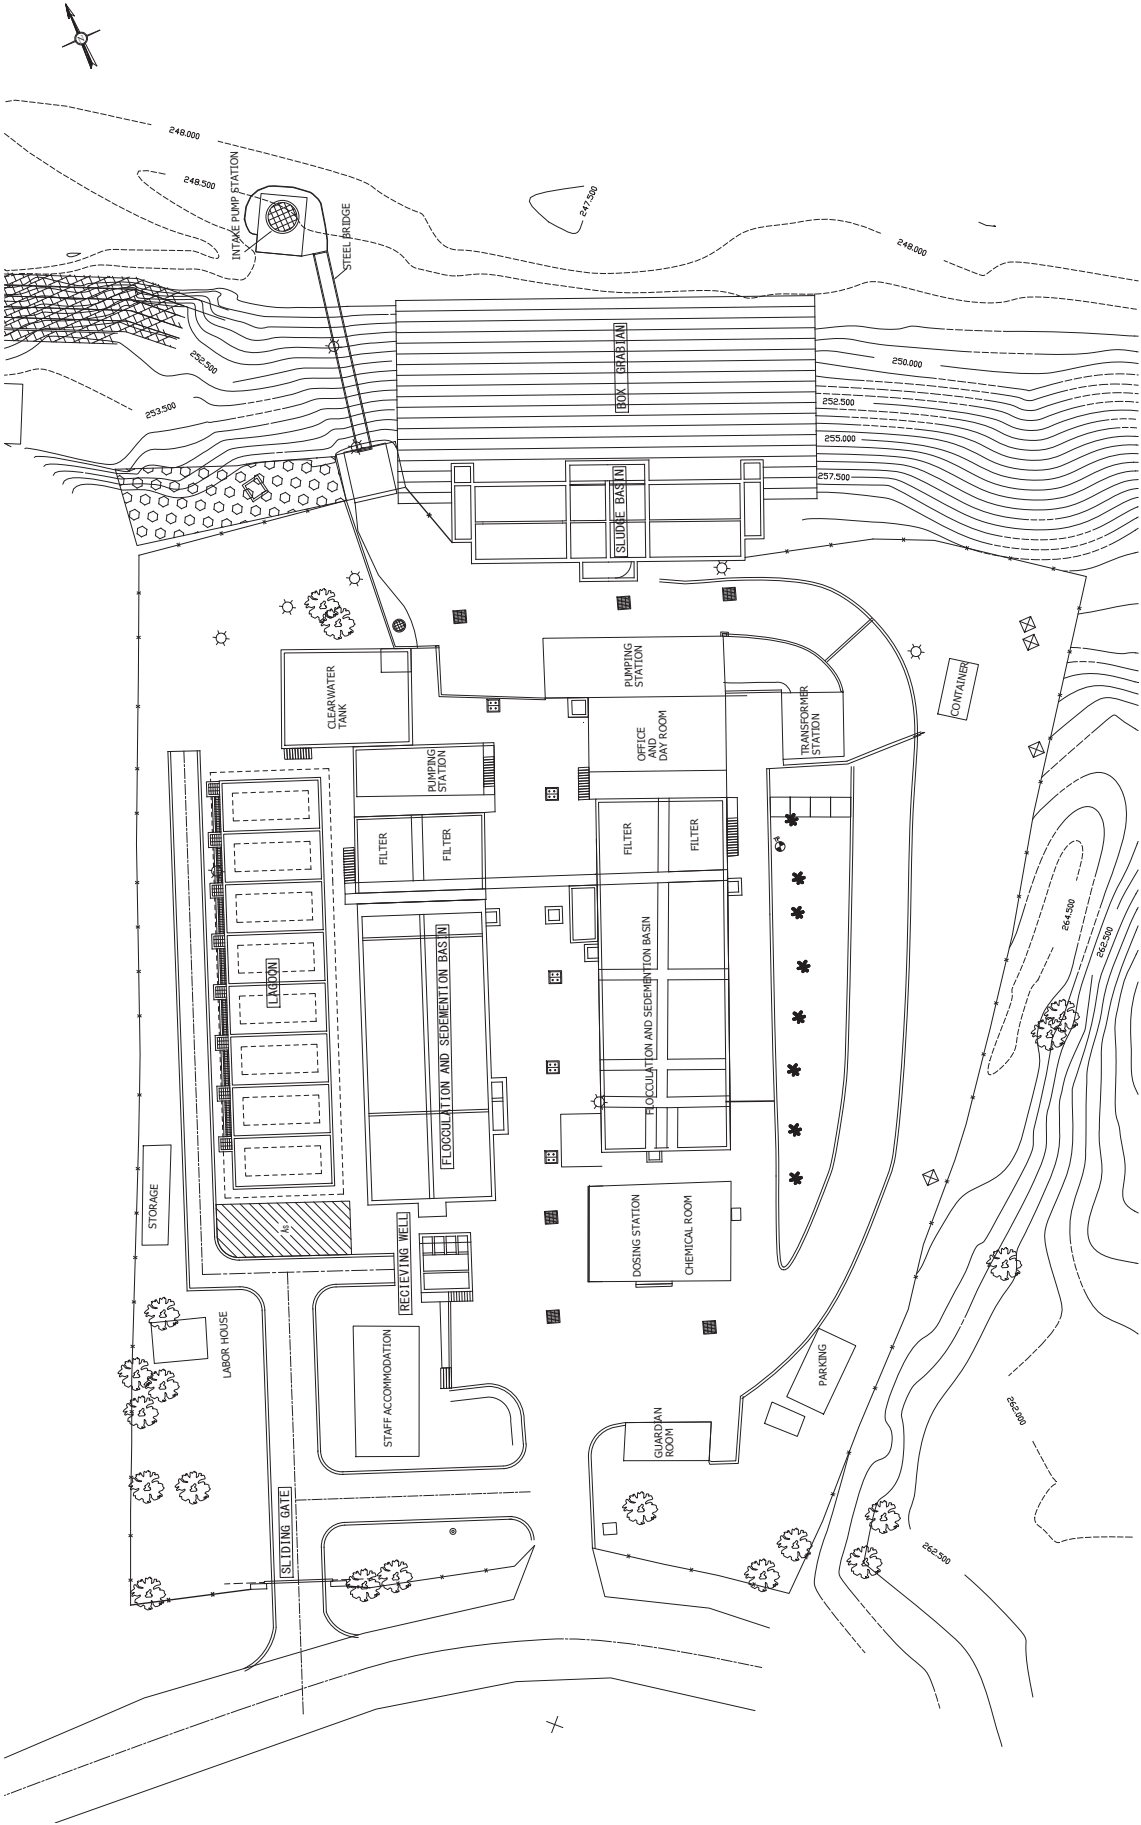 N
248.000
INTAKE PUMP STATION
248.500
247.500
STEEL BRIDGE
248.000
252.500
BOX GRABIAN
250.000
253.500
252.500
255.000
257.500
SLUDGE BASIN
CLEARWATER
TANK
PUMPING
STATION
CONTAINER
OFFICE
AND
DAY ROOM
TRANSFORMER
STATION
PUMPING
STATION
FILTER
FILTER
FILTER
FILTER
264.500
262.500
LAGOON
FLOCCULATION AND SEDEMENTION BASIN
FLOCCULATION AND SEDEMENTION BASIN
STORAGE
DOSING STATION
CHEMICAL ROOM
RECIEVING WELL
LABOR HOUSE
STAFF ACCOMMODATION
PARKING
262.000
GUARDIAN
ROOM
SLIDING GATE
262.500